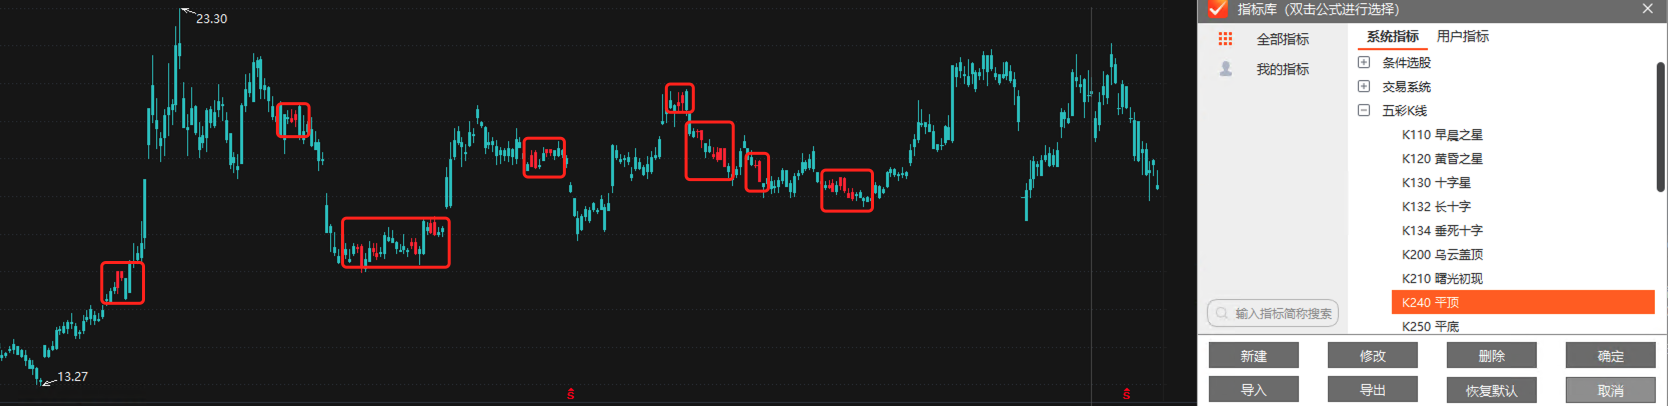 23.30
13.27
S
S
指标库（双击公式进行选择）
全部指标
我的指标
输入指标简称搜索
系统指标 用户指标
条件选股
交易系统
五彩K线
K110 早晨之星
K120 黄昏之星
K130 十字星
K132 长十字
K134 垂死十字
K200 乌云盖顶
K210 曙光初现
K240 平顶
K250 平底
新建 修改 删除 确定
导入 导出 恢复默认 取消